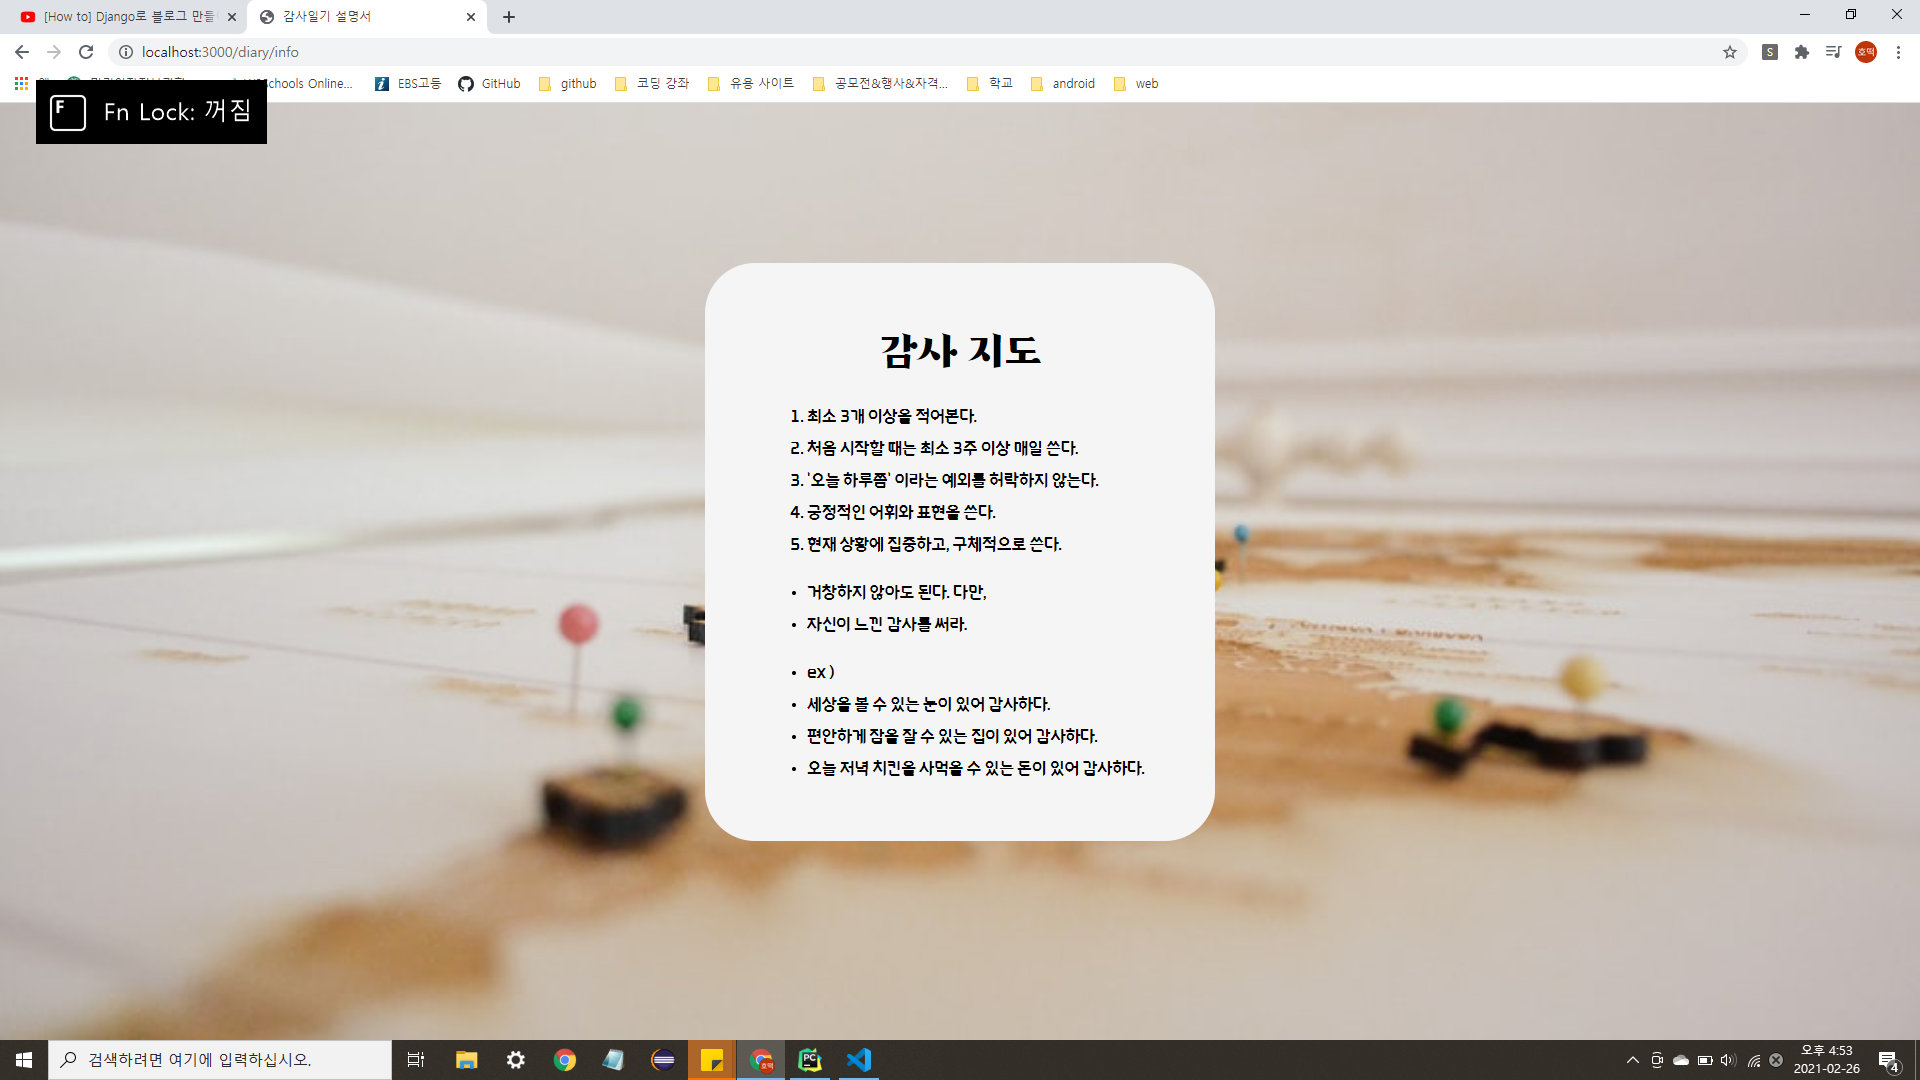 [How to] Django로 블로그 만들
감사일기 설명서
localhost:3000/diary/info
호떡
Schools Online...
EBS고등
GitHub
github
코딩 강좌
유용 사이트
공모전&행사&자격...
학교
android
web
Fn Lock: 꺼짐
감사 지도
1. 최소 3개 이상을 적어본다.
2. 처음 시작할 때는 최소 3주 이상 매일 쓴다.
3. '오늘 하루쯤' 이라는 예외를 허락하지 않는다.
4. 긍정적인 어휘와 표현을 쓴다.
5. 현재 상황에 집중하고, 구체적으로 쓴다.
• 거창하지 않아도 된다. 다만,
• 자신이 느낀 감사를 써라.
• ex )
• 세상을 볼 수 있는 눈이 있어 감사하다.
• 편안하게 잠을 잘 수 있는 집이 있어 감사하다.
• 오늘 저녁 치킨을 사먹을 수 있는 돈이 있어 감사하다.
검색하려면 여기에 입력하십시오.
오후 4:53
2021-02-26
4